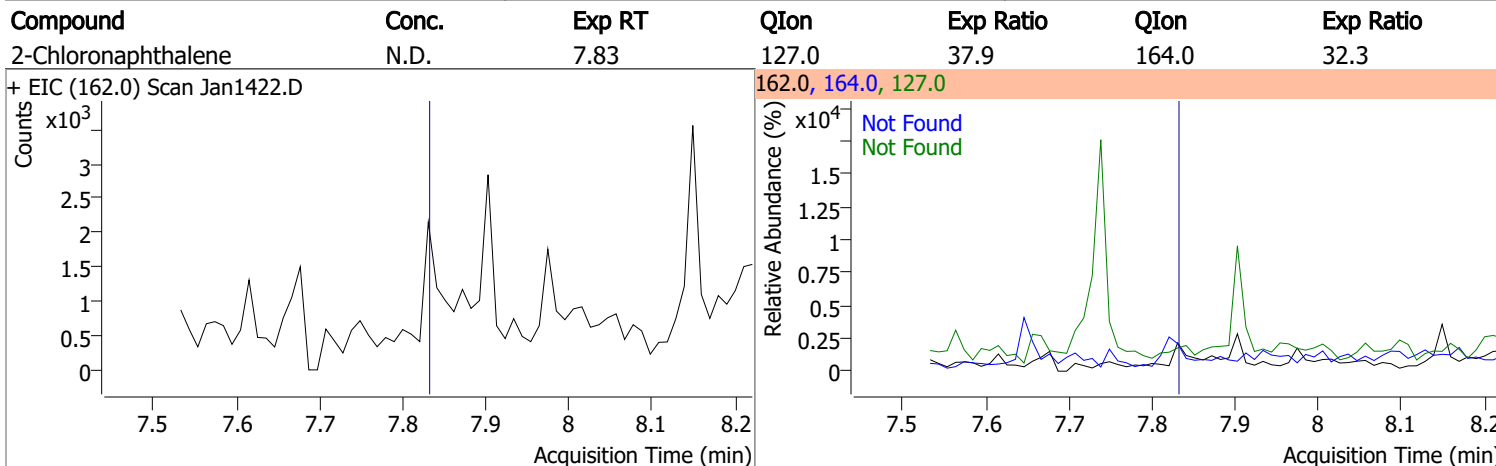 Compound Conc. Exp RT QIon Exp Ratio QIon Exp Ratio
2-Chloronaphthalene N.D. 7.83 127.0 37.9 164.0 32.3
+ EIC (162.0) Scan Jan1422.D
Counts
x10³
3
2.5
2
1.5
1
0.5
0
7.5 7.6 7.7 7.8 7.9 8 8.1 8.2
Acquisition Time (min)
162.0, 164.0, 127.0
Relative Abundance (%)
x10⁴
Not Found
Not Found
1.5
1.25
1
0.75
0.5
0.25
0
7.5 7.6 7.7 7.8 7.9 8 8.1 8.2
Acquisition Time (min)